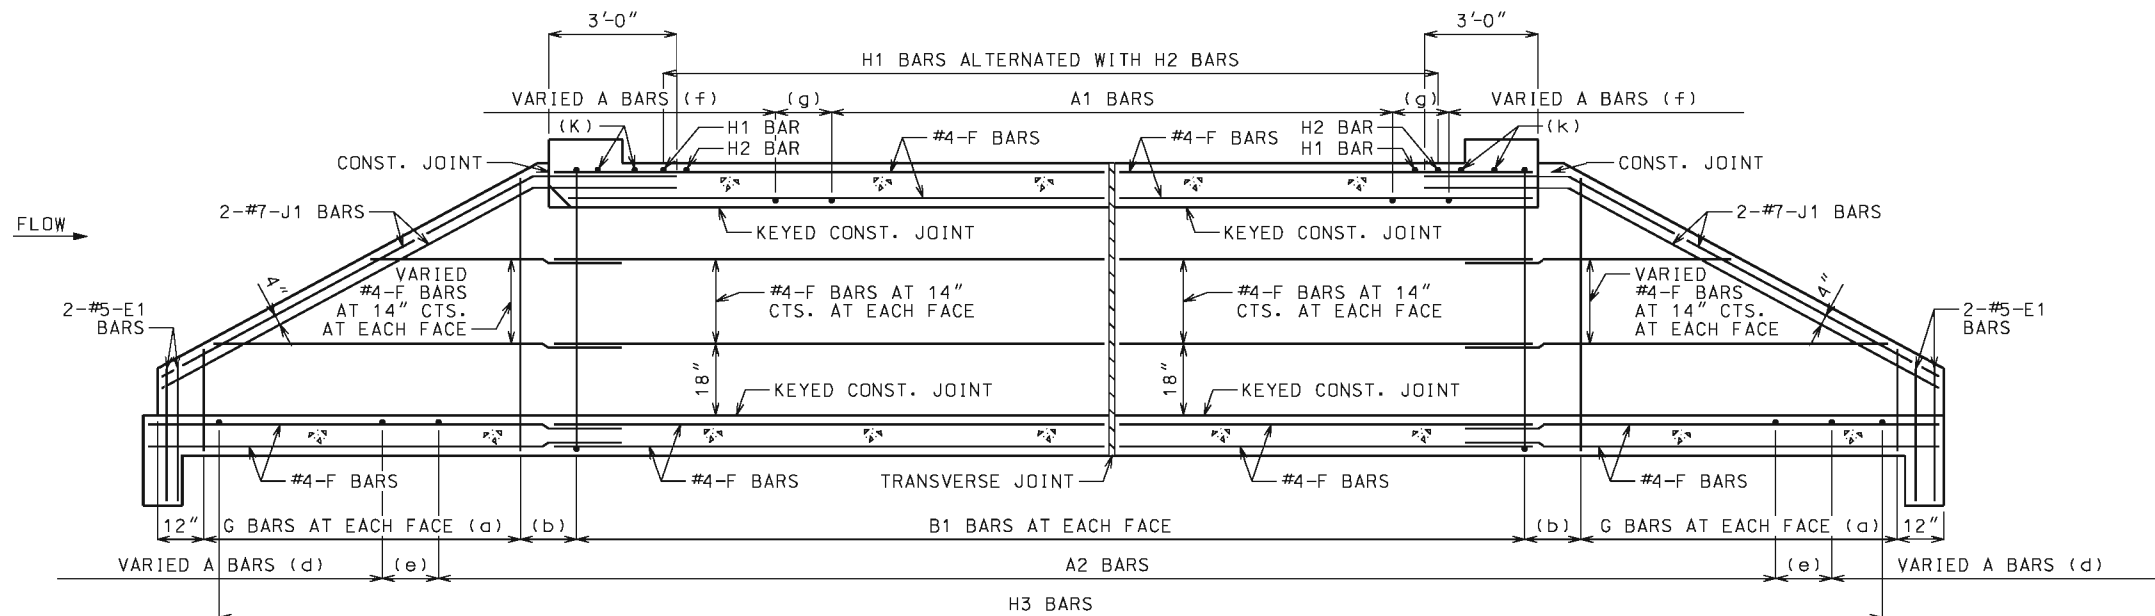 3'-0"
3'-0"
H1 BARS ALTERNATED WITH H2 BARS
VARIED A BARS (f)
(g)
A1 BARS
(g)
VARIED A BARS (f)
(K)
H1 BAR
H2 BAR
#4-F BARS
#4-F BARS
H2 BAR
H1 BAR
(k)
CONST. JOINT
CONST. JOINT
2-#7-J1 BARS
2-#7-J1 BARS
FLOW
KEYED CONST. JOINT
KEYED CONST. JOINT
4"
VARIED
#4-F BARS
AT 14" CTS.
AT EACH FACE
#4-F BARS AT 14"
CTS. AT EACH FACE
#4-F BARS AT 14"
CTS. AT EACH FACE
VARIED
#4-F BARS
AT 14" CTS.
AT EACH FACE
4"
2-#5-E1
BARS
2-#5-E1
BARS
18"
KEYED CONST. JOINT
18"
KEYED CONST. JOINT
#4-F BARS
#4-F BARS
TRANSVERSE JOINT
#4-F BARS
#4-F BARS
12"
G BARS AT EACH FACE (a)
(b)
B1 BARS AT EACH FACE
(b)
G BARS AT EACH FACE (a)
12"
VARIED A BARS (d)
(e)
A2 BARS
(e)
VARIED A BARS (d)
H3 BARS